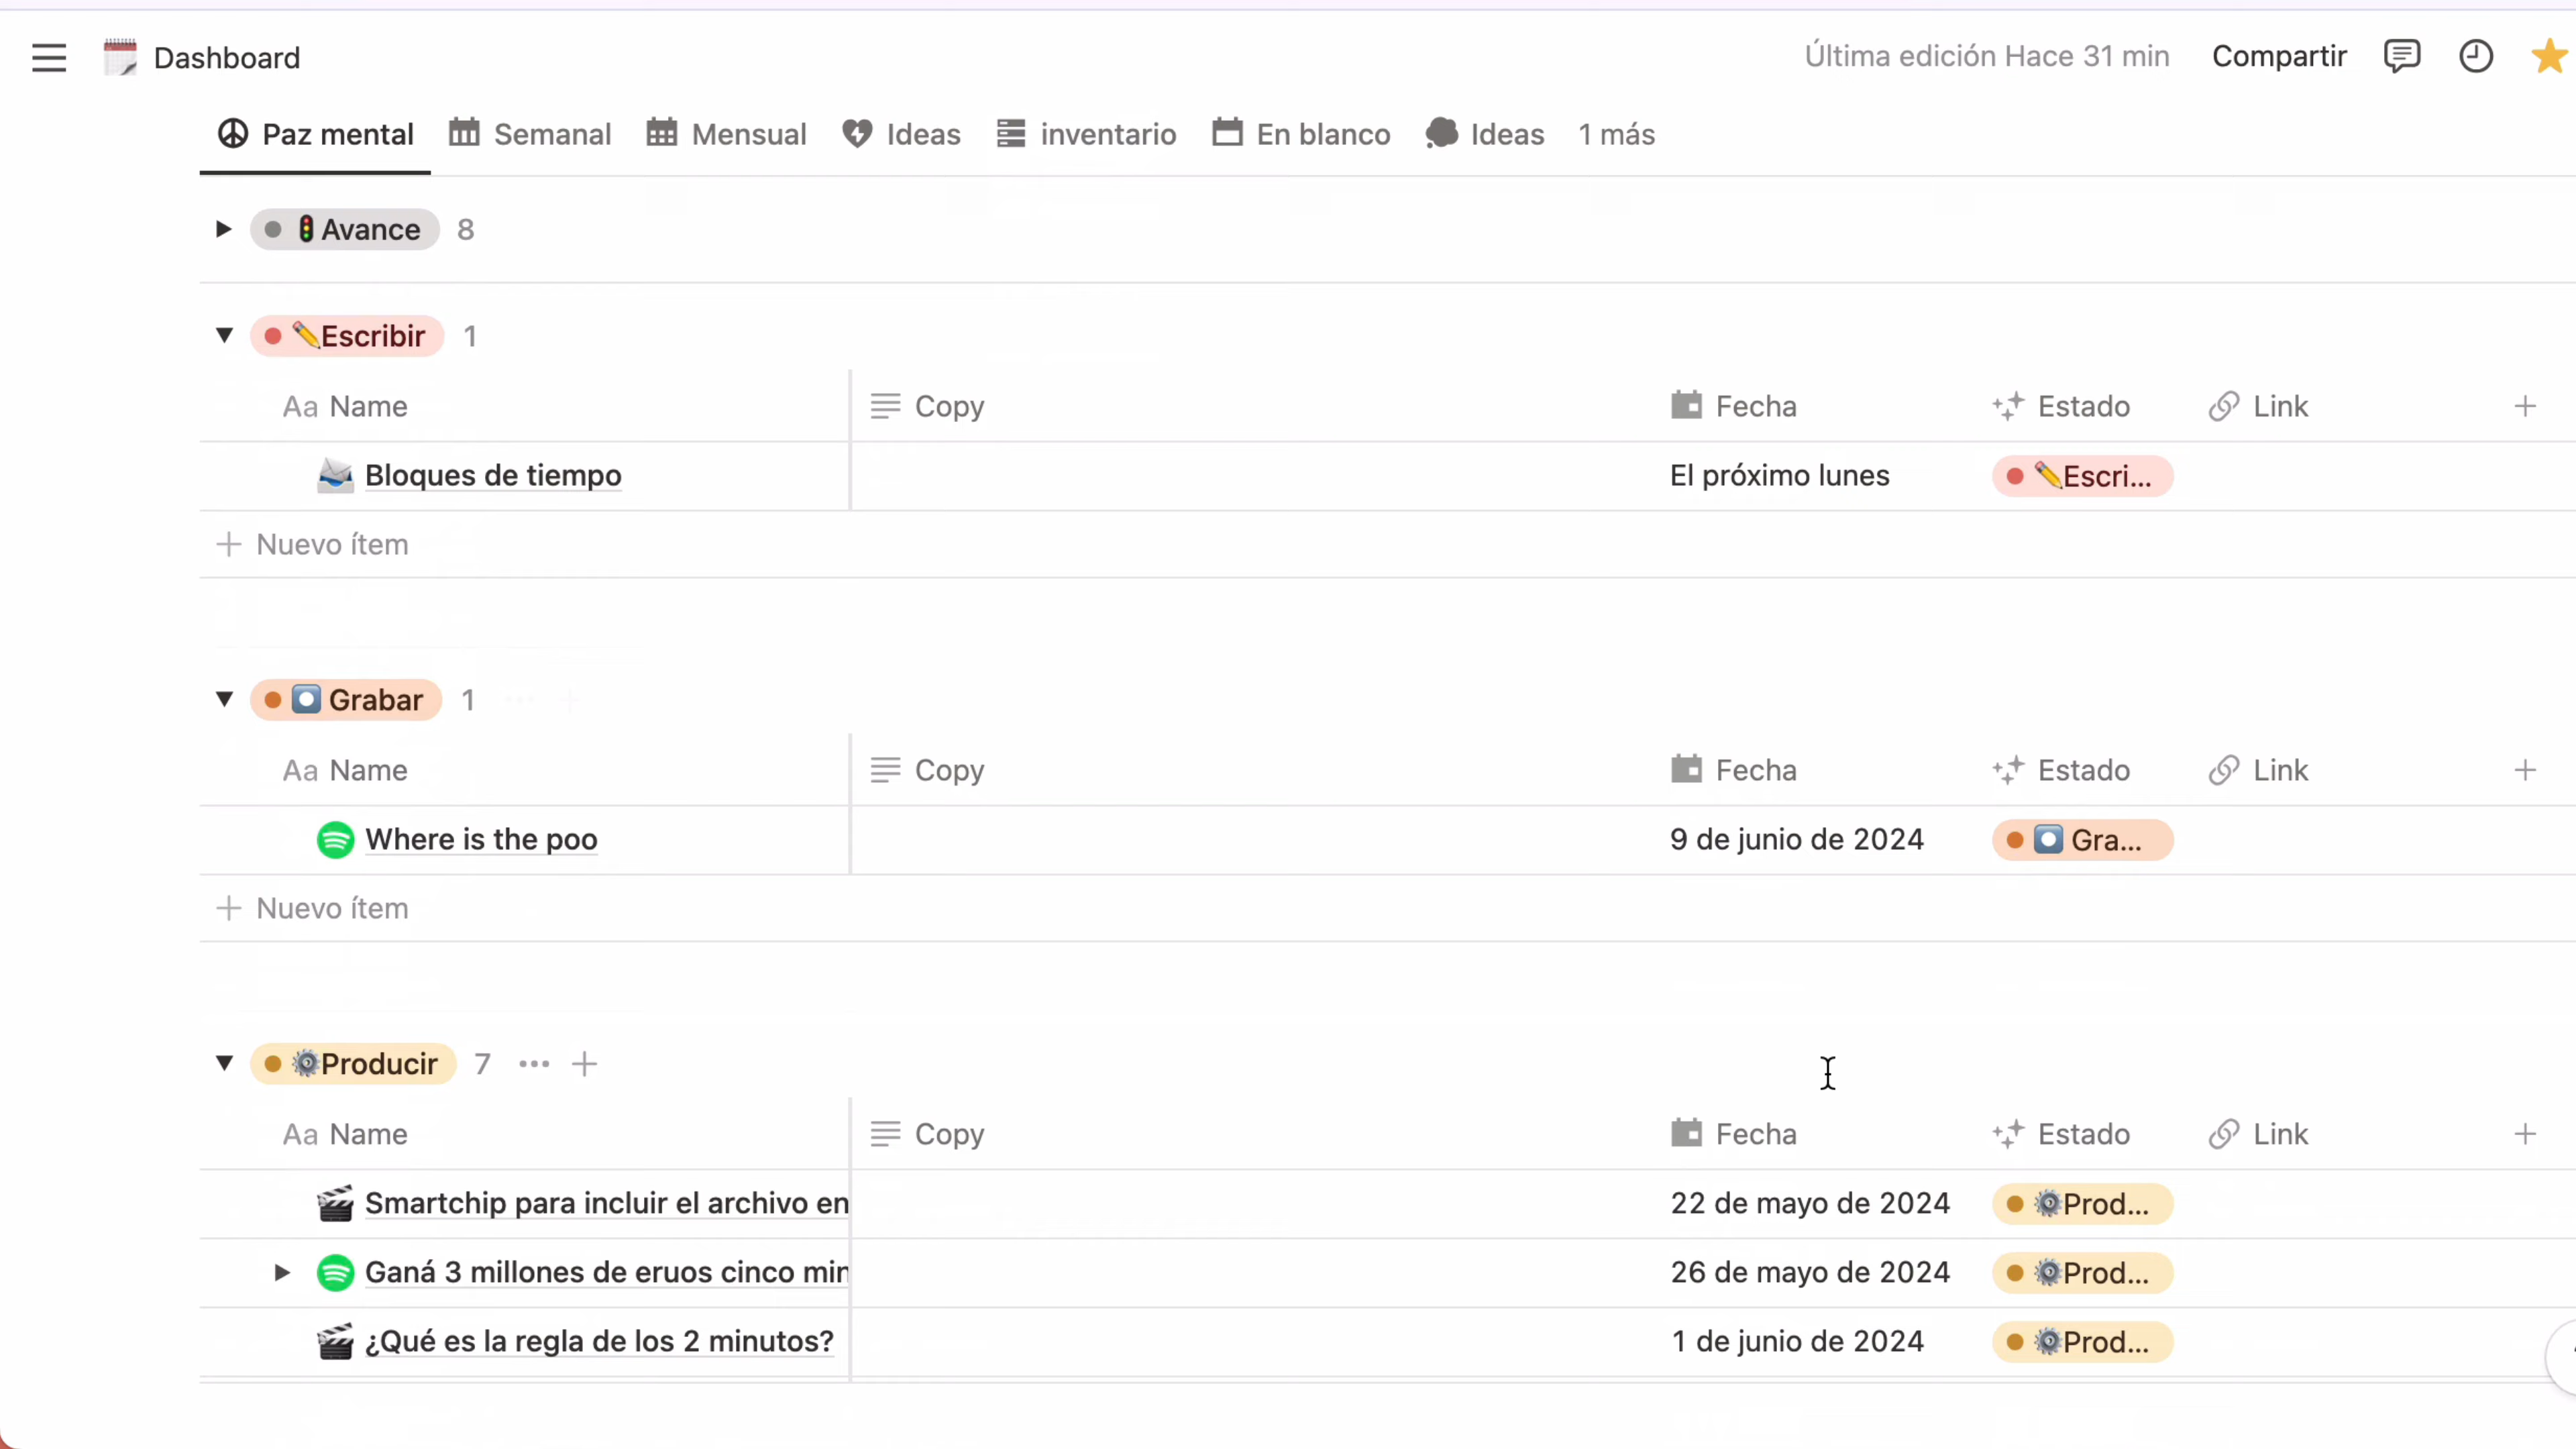 Dashboard Última edición Hace 31 min Compartir
Paz mental Semanal Mensual Ideas inventario En blanco Ideas 1 más
🚦Avance 8
✏️Escribir 1
Aa Name Copy Fecha Estado Link
Bloques de tiempo El próximo lunes ✏️Escri...
Nuevo ítem
Grabar 1
Aa Name Copy Fecha Estado Link
Where is the poo 9 de junio de 2024 Gra...
Nuevo ítem
⚙️Producir 7
Aa Name Copy Fecha Estado Link
Smartchip para incluir el archivo en 22 de mayo de 2024 ⚙️Prod...
Ganá 3 millones de eruos cinco min 26 de mayo de 2024 ⚙️Prod...
¿Qué es la regla de los 2 minutos? 1 de junio de 2024 ⚙️Prod...